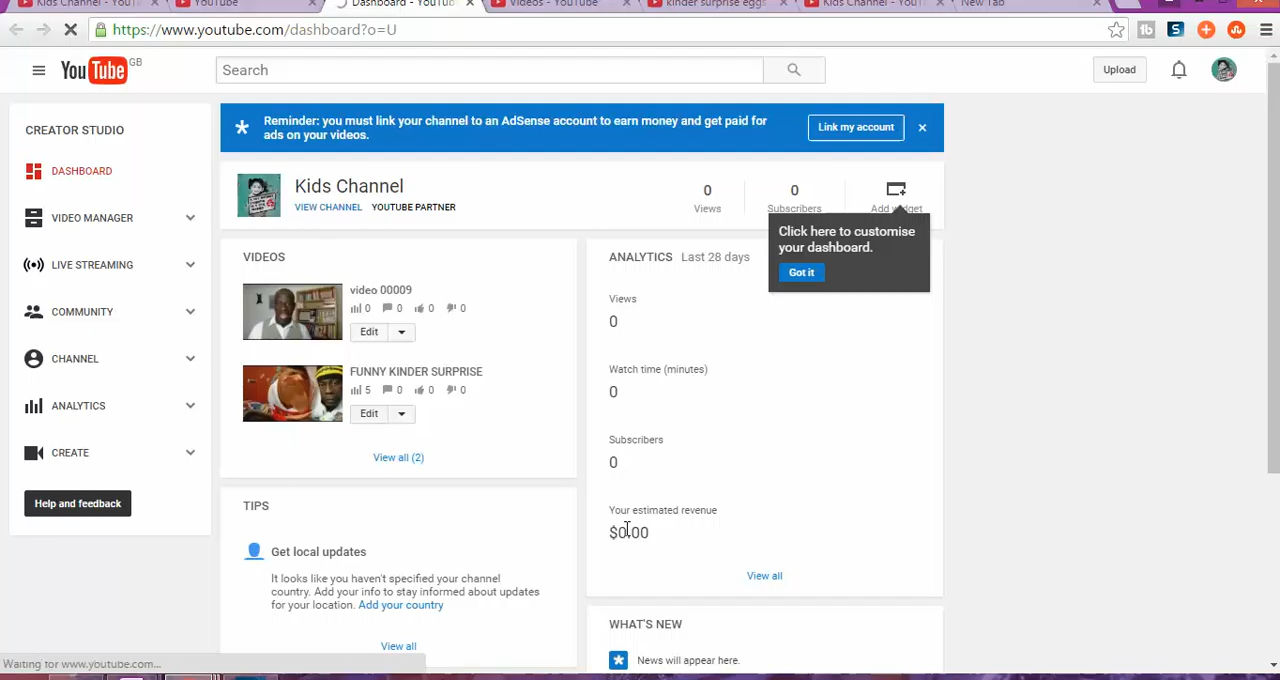 Kids Channel - YouT
YouTube
Dashboard - YouTu
Videos - YouTube
kinder surprise eggs
Kids Channel - YouT
New Tab
https://www.youtube.com/dashboard?o=U
YouTube GB
Search
Upload
CREATOR STUDIO
DASHBOARD
VIDEO MANAGER
LIVE STREAMING
COMMUNITY
CHANNEL
ANALYTICS
CREATE
Help and feedback
Reminder: you must link your channel to an AdSense account to earn money and get paid for
ads on your videos.
Link my account
Kids Channel
VIEW CHANNEL YOUTUBE PARTNER
0
Views
0
Subscribers
Add widget
Click here to customise
your dashboard.
Got it
VIDEOS
video 00009
0 0 0 0
Edit
FUNNY KINDER SURPRISE
5 0 0 0
Edit
View all (2)
TIPS
Get local updates
It looks like you haven't specified your channel
country. Add your info to stay informed about updates
for your location. Add your country
View all
ANALYTICS Last 28 days
Views
0
Watch time (minutes)
0
Subscribers
0
Your estimated revenue
$0.00
View all
WHAT'S NEW
News will appear here.
Waiting for www.youtube.com...